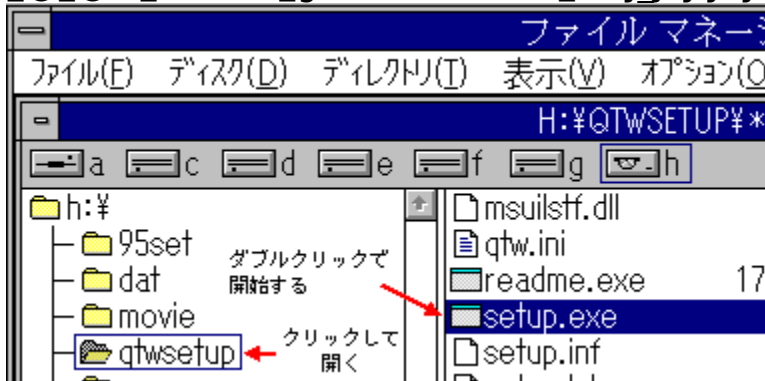 ファイル マネージ
ファイル(F) ディスク(D) ディレクトリ(T) 表示(V) オプション(O
H:¥QTWSETUP¥*
a c d e f g h
h:¥
95set
dat
movie
qtwsetup
ダブルクリックで
開始する
クリックして
開く
msuilstf.dll
qtw.ini
readme.exe 17
setup.exe
setup.inf